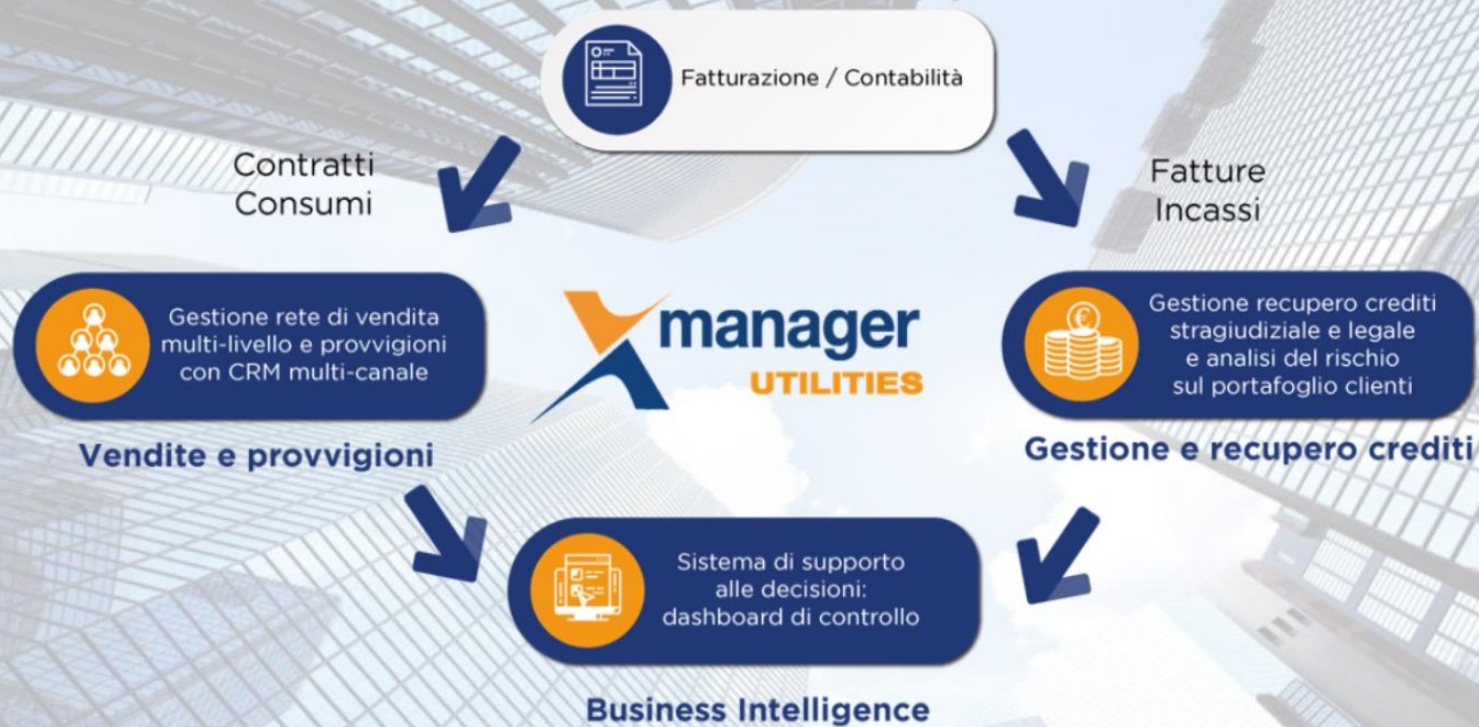 Fatturazione / Contabilità
Contratti
Consumi
Fatture
Incassi
Gestione rete di vendita
multi-livello e provvigioni
con CRM multi-canale
Vendite e provvigioni
manager
UTILITIES
Gestione recupero crediti
stragiudiziale e legale
e analisi del rischio
sul portafoglio clienti
Gestione e recupero crediti
Sistema di supporto
alle decisioni:
dashboard di controllo
Business Intelligence